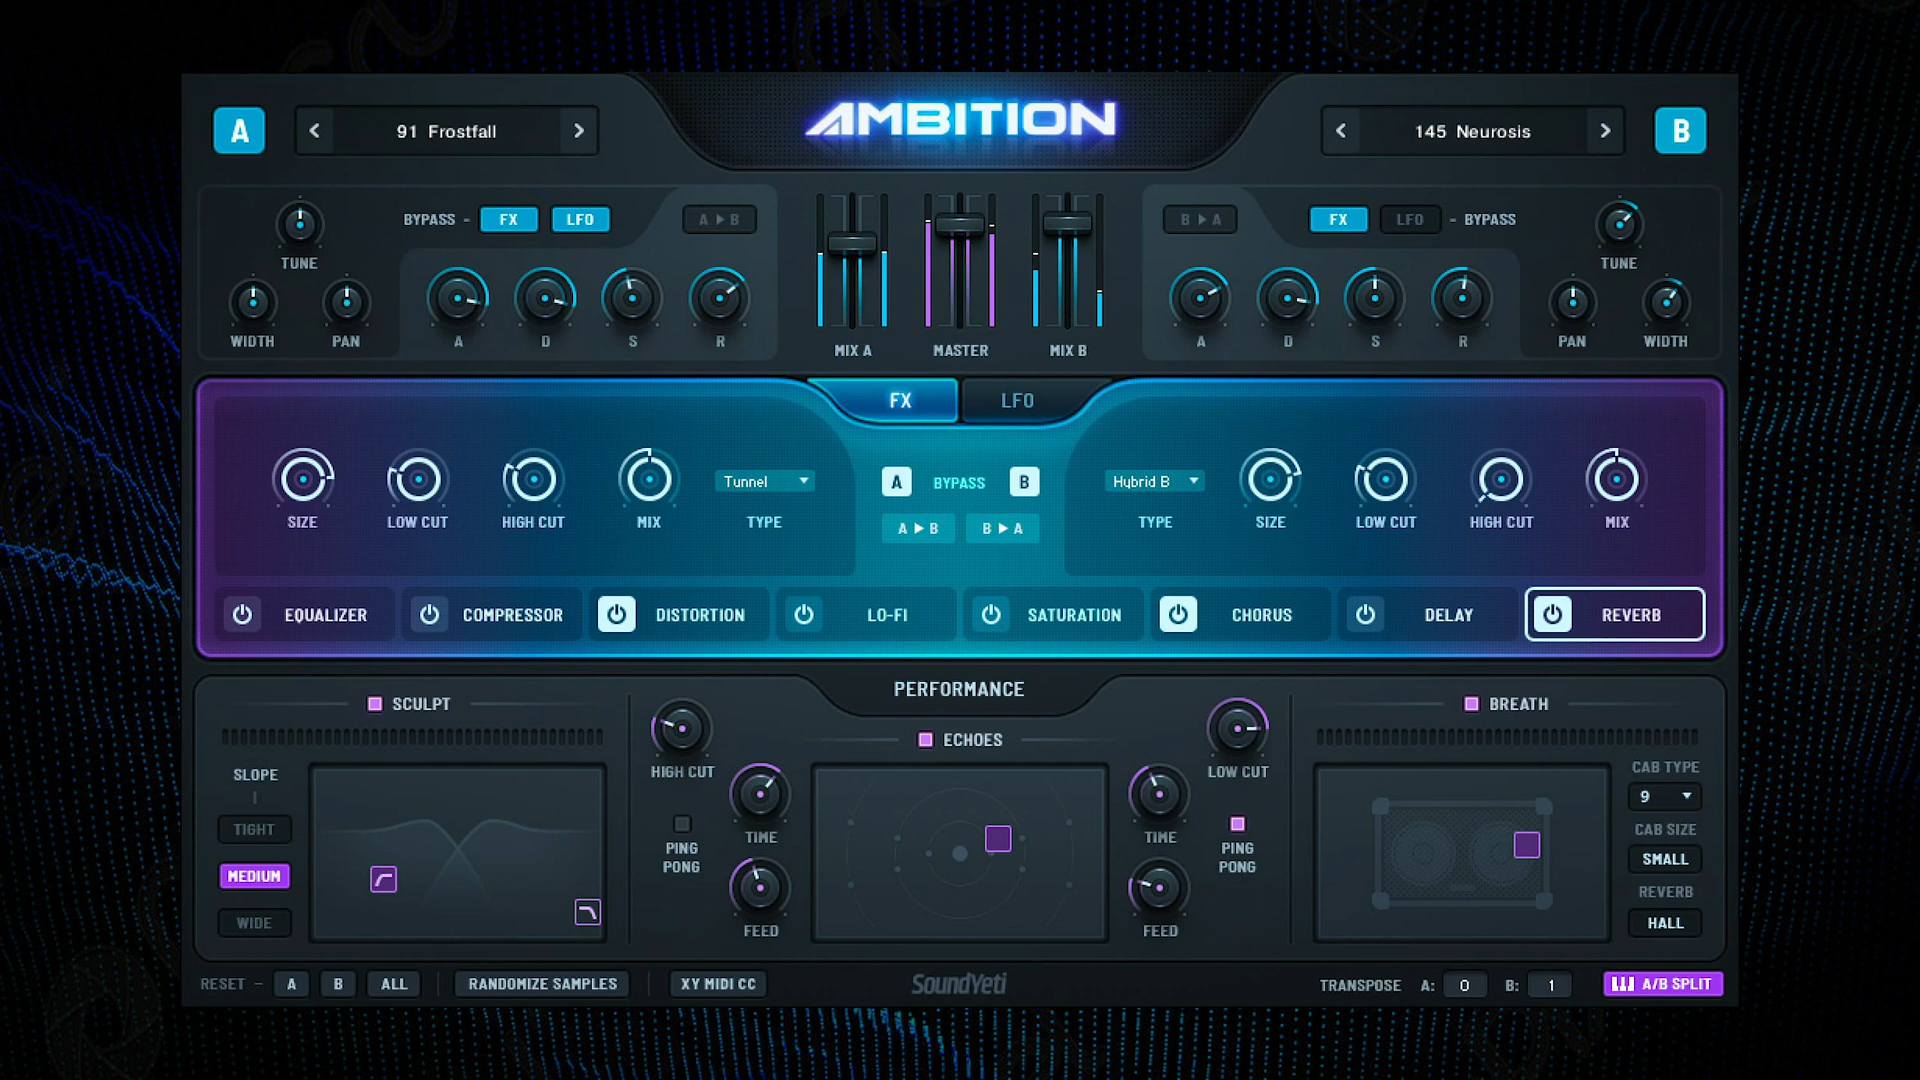 AMBITION
A
91 Frostfall
145 Neurosis
B
TUNE
BYPASS - FX LFO
A ▶ B
WIDTH PAN
A D S R
MIX A MASTER MIX B
B ▶ A
FX LFO - BYPASS
TUNE
A D S R
PAN WIDTH
FX LFO
SIZE LOW CUT HIGH CUT MIX
Tunnel
TYPE
A BYPASS B
A ▶ B B ▶ A
Hybrid B
TYPE
SIZE LOW CUT HIGH CUT MIX
EQUALIZER COMPRESSOR DISTORTION LO-FI SATURATION CHORUS DELAY REVERB
PERFORMANCE
SCULPT
SLOPE
TIGHT
MEDIUM
WIDE
HIGH CUT
PING
PONG
TIME
FEED
ECHOES
LOW CUT
TIME
FEED
PING
PONG
BREATH
CAB TYPE
9
CAB SIZE
SMALL
REVERB
HALL
RESET - A B ALL RANDOMIZE SAMPLES XY MIDI CC SoundYeti TRANSPOSE A: 0 B: 1 A/B SPLIT